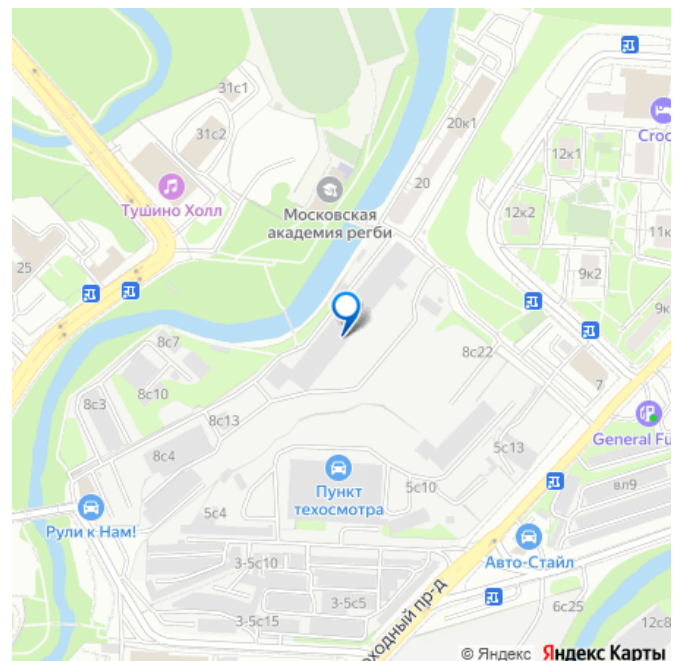 31с1
20к1
31с2
Croc
12к1
20
Тушино Холл
Московская
академия регби
12к2
11к
25
9к2
9к
8с7
8с22
8с10
7
8с3
8с13
General Fu
5с13
8с4
Пункт
техосмотра
5с10
вл9
5с4
Рули к Нам!
3-5с10
Авто-Стайл
3-5с5
6с25
3-5с15
12с8
оходный пр-д
© Яндекс Яндекс Карты